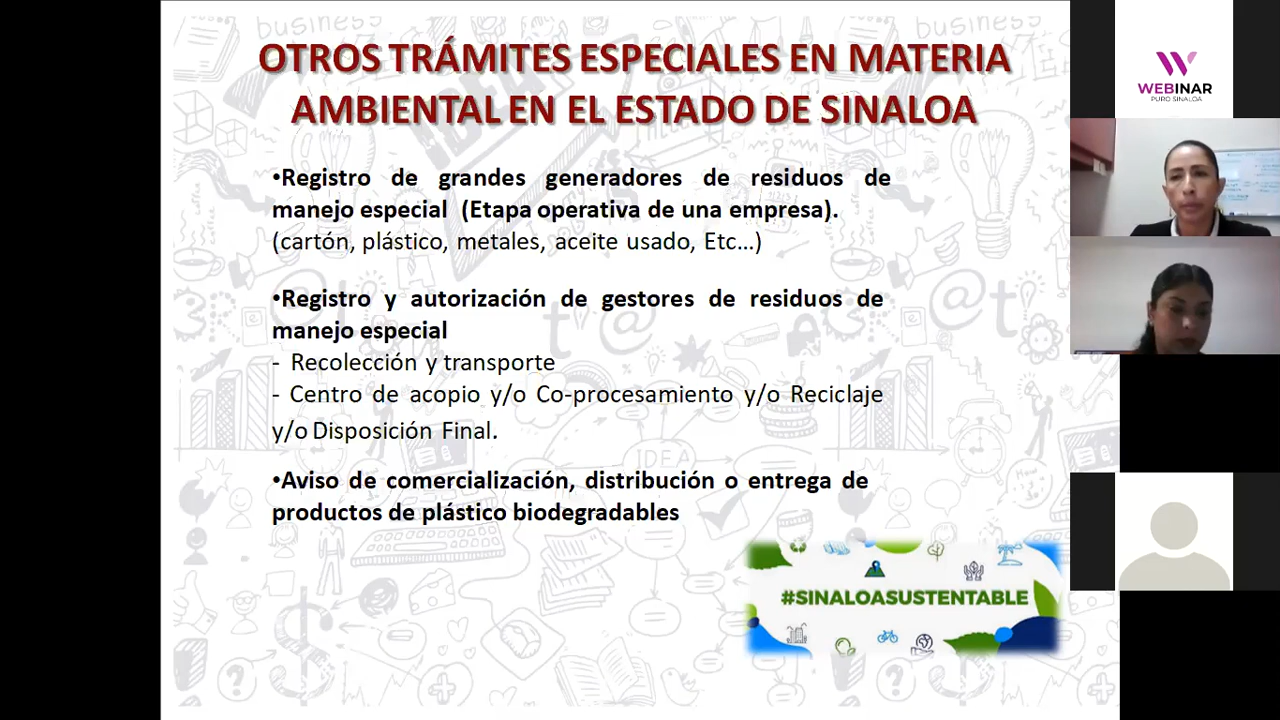 OTROS TRÁMITES ESPECIALES EN MATERIA
AMBIENTAL EN EL ESTADO DE SINALOA
•Registro de grandes generadores de residuos de
manejo especial (Etapa operativa de una empresa).
(cartón, plástico, metales, aceite usado, Etc...)
•Registro y autorización de gestores de residuos de
manejo especial
- Recolección y transporte
- Centro de acopio y/o Co-procesamiento y/o Reciclaje
y/o Disposición Final.
•Aviso de comercialización, distribución o entrega de
productos de plástico biodegradables
#SINALOASUSTENTABLE
WEBINAR
PURO SINALOA
business
IDEA
@t
t@
IDEA